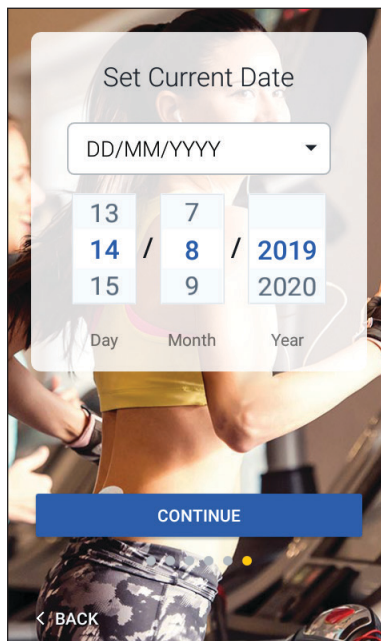 Set Current Date
DD/MM/YYYY
13 7
14 / 8 / 2019
15 9 2020
Day Month Year
CONTINUE
< BACK